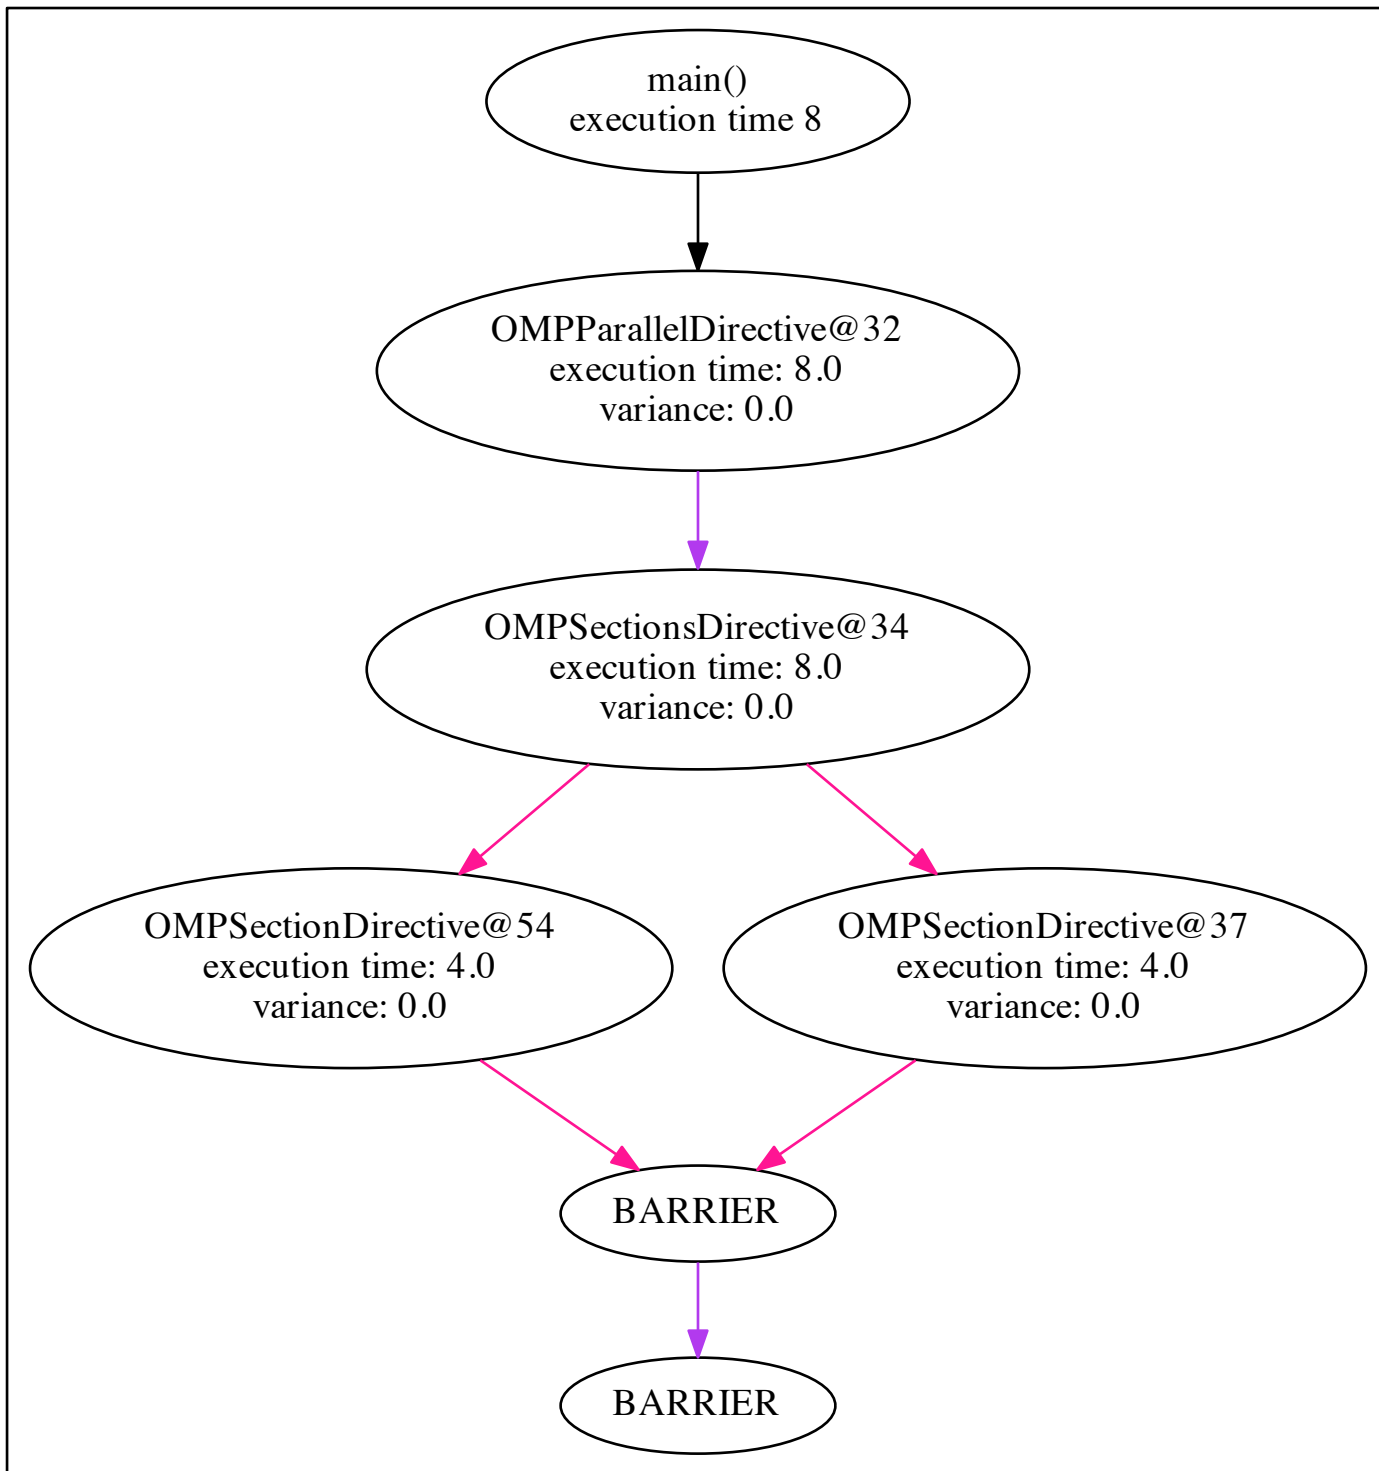 main()
execution time 8
OMPParallelDirective@32
execution time: 8.0
variance: 0.0
OMPSectionsDirective@34
execution time: 8.0
variance: 0.0
OMPSectionDirective@54
execution time: 4.0
variance: 0.0
OMPSectionDirective@37
execution time: 4.0
variance: 0.0
BARRIER
BARRIER